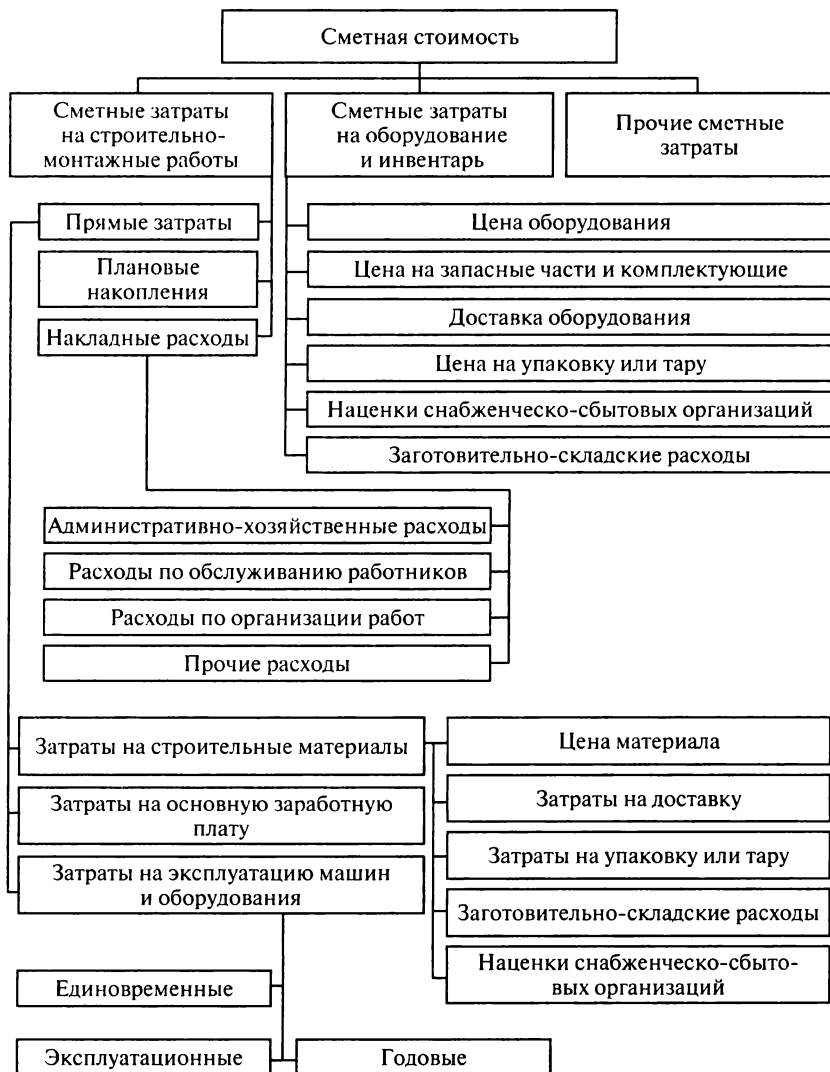 Сметная стоимость
Сметные затраты
на строительно-
монтажные работы
Сметные затраты
на оборудование
и инвентарь
Прочие сметные
затраты
Прямые затраты
Плановые
накопления
Накладные расходы
Цена оборудования
Цена на запасные части и комплектующие
Доставка оборудования
Цена на упаковку или тару
Наценки снабженческо-сбытовых организаций
Заготовительно-складские расходы
Административно-хозяйственные расходы
Расходы по обслуживанию работников
Расходы по организации работ
Прочие расходы
Затраты на строительные материалы
Затраты на основную заработную
плату
Затраты на эксплуатацию машин
и оборудования
Цена материала
Затраты на доставку
Затраты на упаковку или тару
Заготовительно-складские расходы
Наценки снабженческо-сбыто-
вых организаций
Единовременные
Эксплуатационные
Годовые